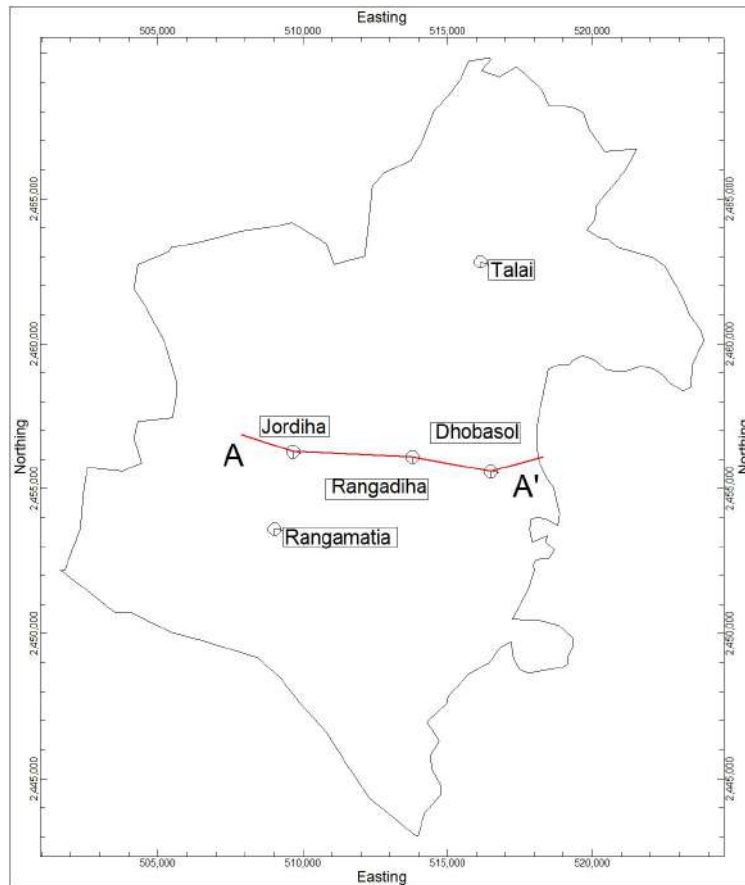 Easting
505,000 510,000 515,000 520,000
2,465,000 2,465,000
Talai
2,460,000 2,460,000
Jordiha Dhobasol
Northing A Northing
Rangadiha A'
2,455,000 2,455,000
Rangamatia
2,450,000 2,450,000
2,445,000 2,445,000
505,000 510,000 515,000 520,000
Easting